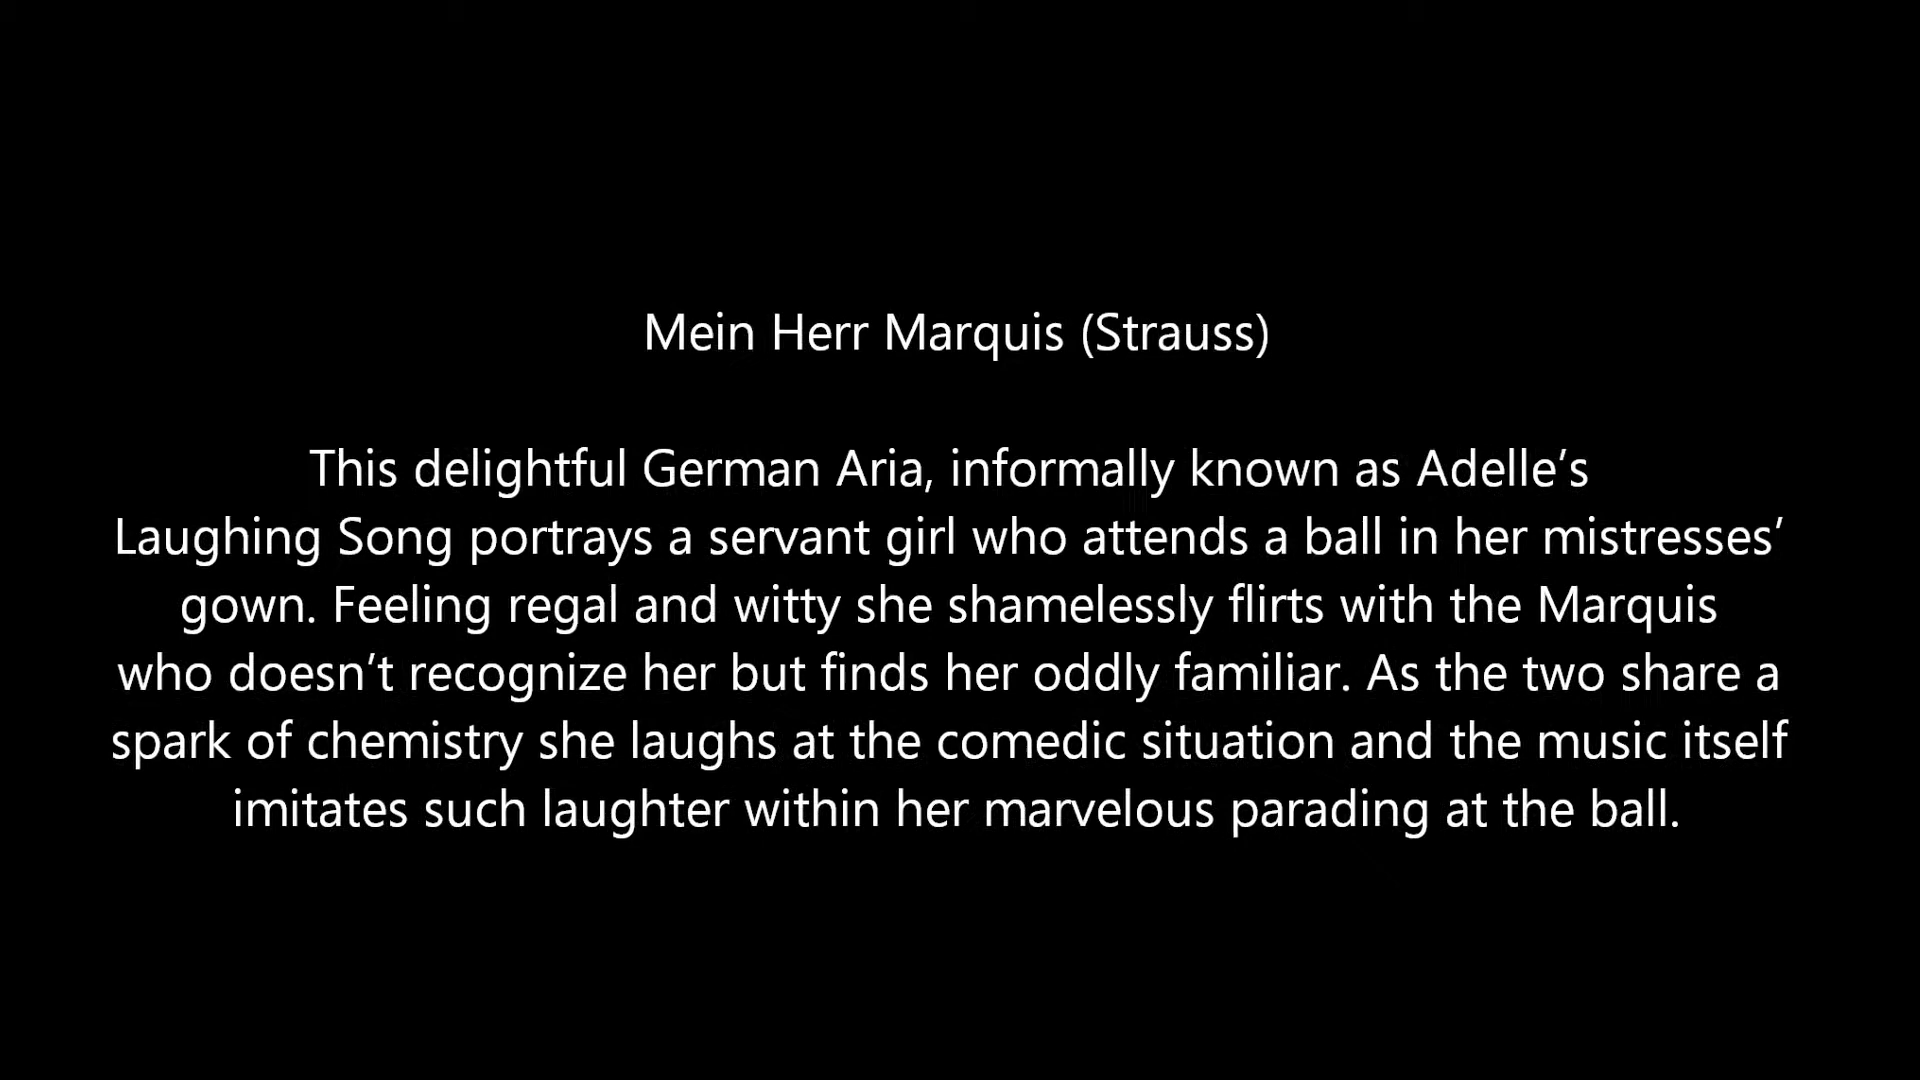 Mein Herr Marquis (Strauss)
This delightful German Aria, informally known as Adelle’s
Laughing Song portrays a servant girl who attends a ball in her mistresses’
gown. Feeling regal and witty she shamelessly flirts with the Marquis
who doesn’t recognize her but finds her oddly familiar. As the two share a
spark of chemistry she laughs at the comedic situation and the music itself
imitates such laughter within her marvelous parading at the ball.